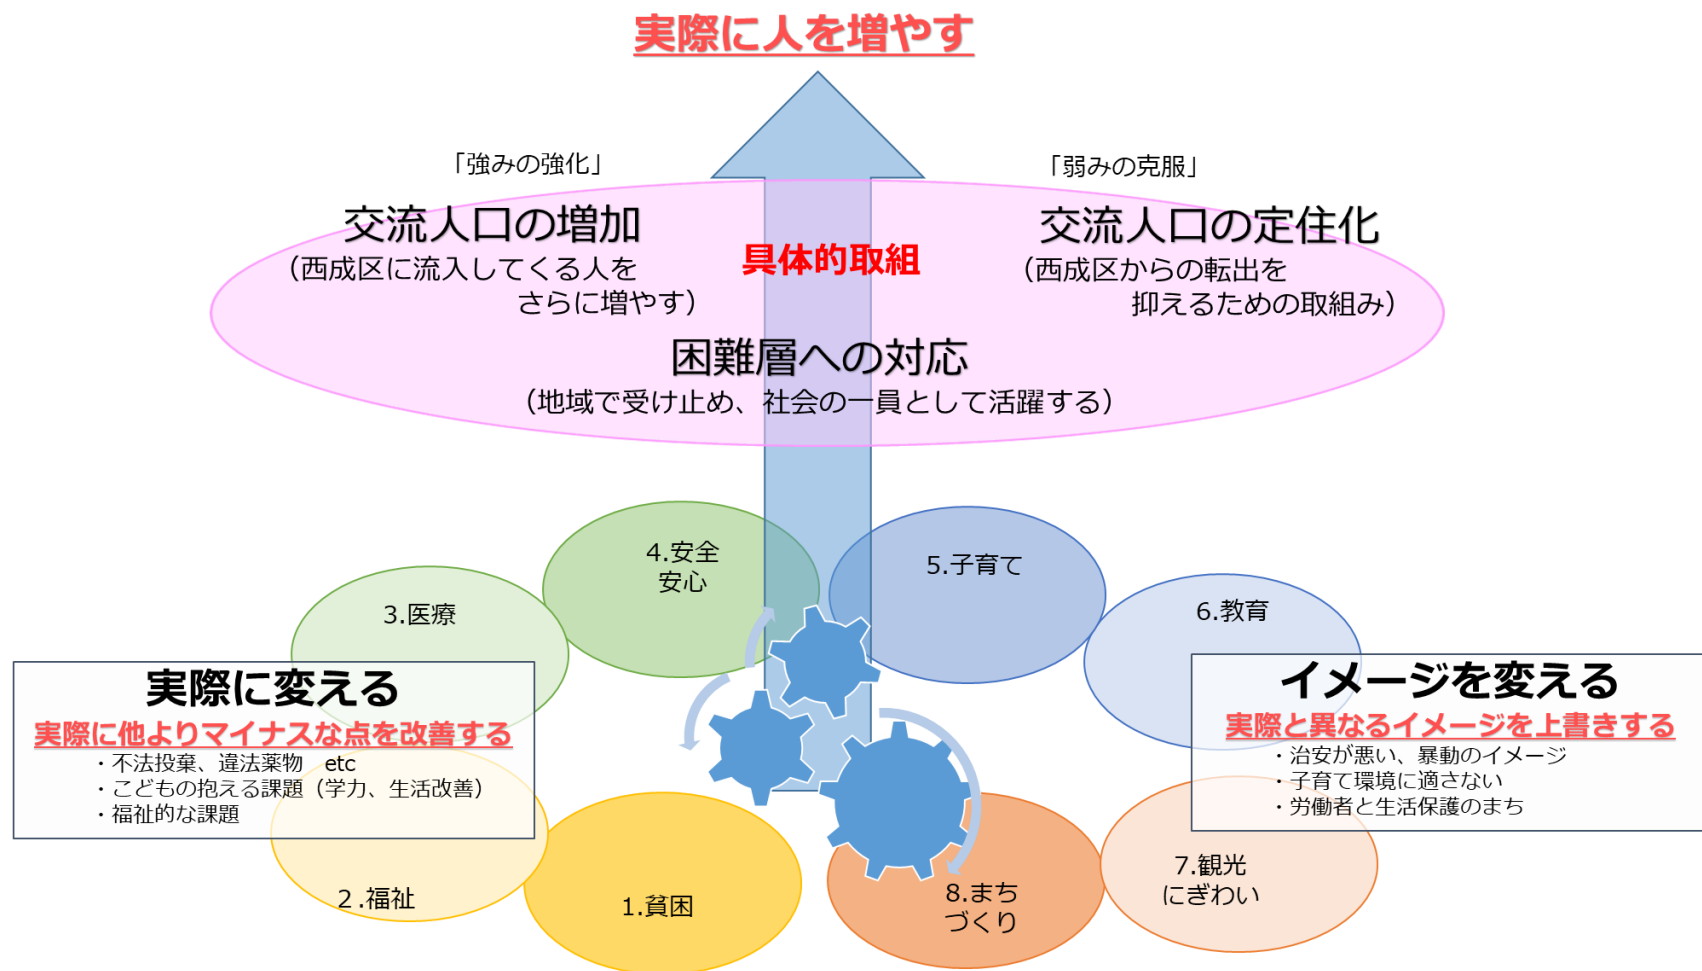 実際に人を増やす
「強みの強化」
「弱みの克服」
交流人口の増加
（西成区に流入してくる人を
さらに増やす）
具体的取組
交流人口の定住化
（西成区からの転出を
抑えるための取組み）
困難層への対応
（地域で受け止め、社会の一員として活躍する）
4.安全
安心
5.子育て
3.医療
6.教育
実際に変える
実際に他よりマイナスな点を改善する
・不法投棄、違法薬物　etc
・こどもの抱える課題（学力、生活改善）
・福祉的な課題
イメージを変える
実際と異なるイメージを上書きする
・治安が悪い、暴動のイメージ
・子育て環境に適さない
・労働者と生活保護のまち
２.福祉
1.貧困
8.まち
づくり
7.観光
にぎわい